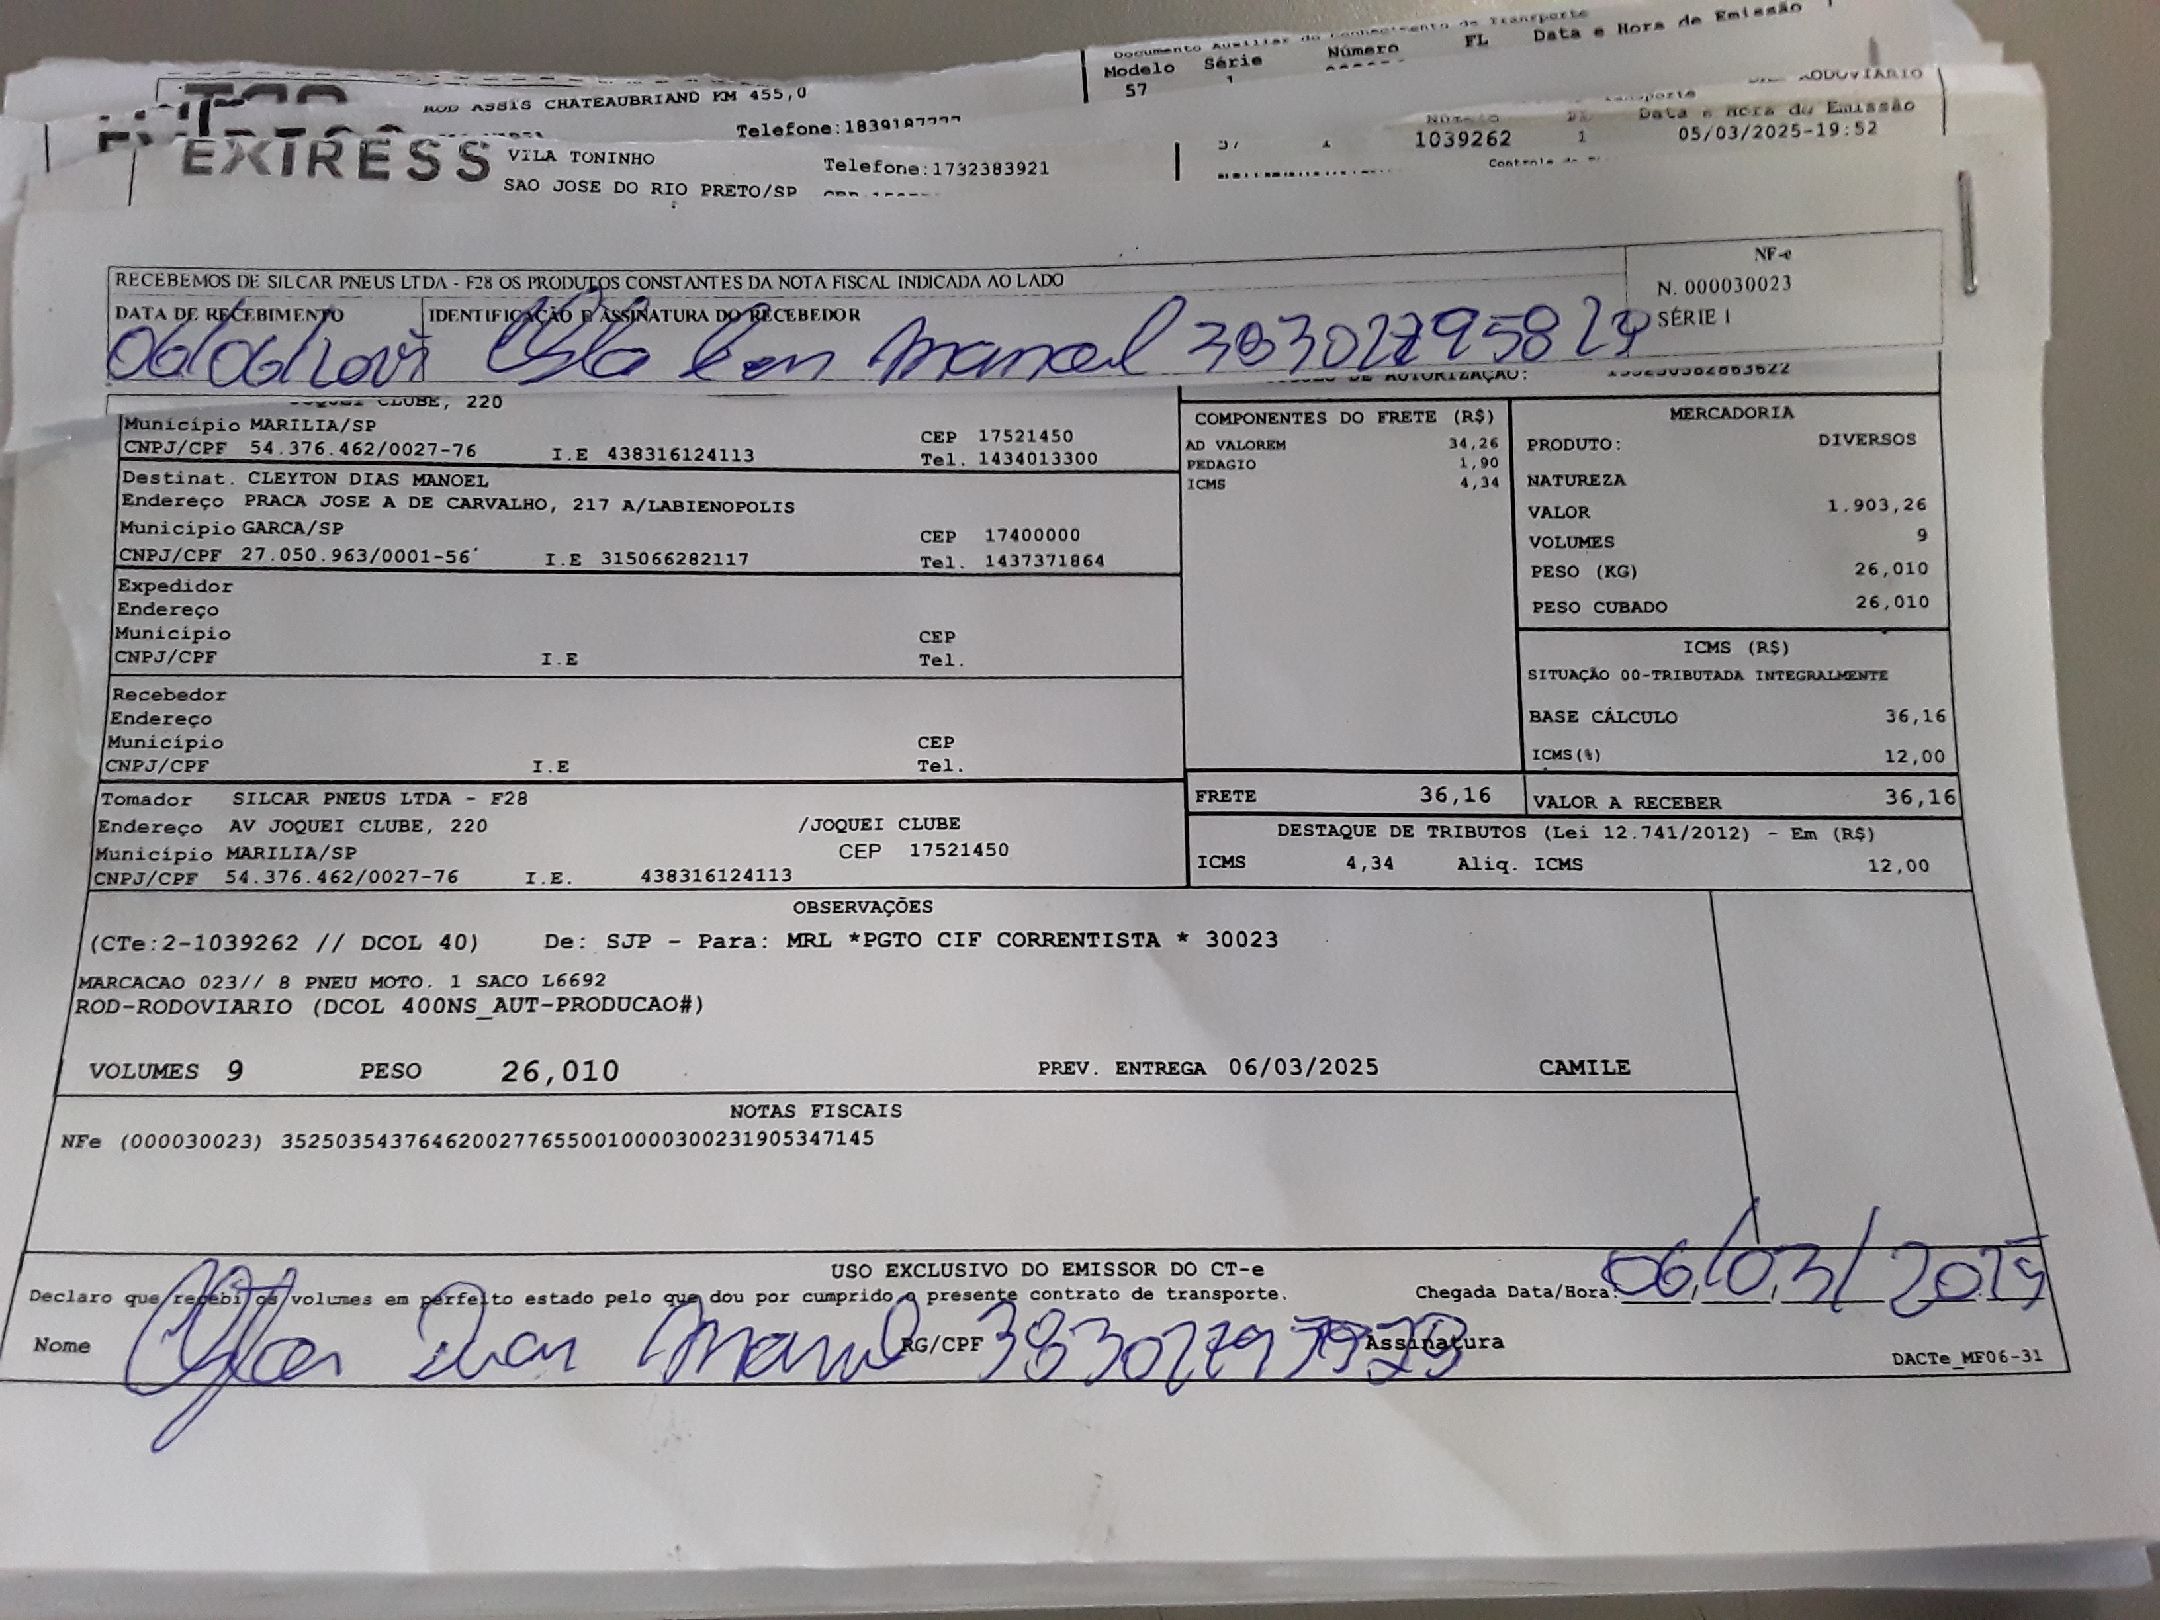 Documento Auxiliar do Conhecimento de Transporte
Modelo Série Número FL Data e Hora de Emissão
57 1
ROD ASSIS CHATEAUBRIAND KM 455,0
Telefone:
RODOVIARIO
Número Data e Hora de Emissão
1039262 1 05/03/2025-19:52
EXPRESS
VILA TONINHO Telefone:1732383921
SAO JOSE DO RIO PRETO/SP
RECEBEMOS DE SILCAR PNEUS LTDA - F28 OS PRODUTOS CONSTANTES DA NOTA FISCAL INDICADA AO LADO
NF-e
N. 000030023
SÉRIE 1
DATA DE RECEBIMENTO IDENTIFICAÇÃO E ASSINATURA DO RECEBEDOR
06/06/ Manoel
DE AUTORIZAÇÃO:
JOQUEI CLUBE, 220
Município MARILIA/SP CEP 17521450
CNPJ/CPF 54.376.462/0027-76 I.E 438316124113 Tel. 1434013300
Destinat. CLEYTON DIAS MANOEL
Endereço PRACA JOSE A DE CARVALHO, 217 A/LABIENOPOLIS
Município GARCA/SP CEP 17400000
CNPJ/CPF 27.050.963/0001-56 I.E 315066282117 Tel. 1437371864
Expedidor
Endereço
Município CEP
CNPJ/CPF I.E Tel.
Recebedor
Endereço
Município CEP
CNPJ/CPF I.E Tel.
Tomador SILCAR PNEUS LTDA - F28
Endereço AV JOQUEI CLUBE, 220 /JOQUEI CLUBE
Município MARILIA/SP CEP 17521450
CNPJ/CPF 54.376.462/0027-76 I.E. 438316124113
COMPONENTES DO FRETE (R$)
AD VALOREM 34,26
PEDAGIO 1,90
ICMS 4,34
FRETE 36,16
MERCADORIA
PRODUTO: DIVERSOS
NATUREZA
VALOR 1.903,26
VOLUMES 9
PESO (KG) 26,010
PESO CUBADO 26,010
ICMS (R$)
SITUAÇÃO 00-TRIBUTADA INTEGRALMENTE
BASE CÁLCULO 36,16
ICMS(%) 12,00
VALOR A RECEBER 36,16
DESTAQUE DE TRIBUTOS (Lei 12.741/2012) - Em (R$)
ICMS 4,34 Aliq. ICMS 12,00
OBSERVAÇÕES
(CTe:2-1039262 // DCOL 40) De: SJP - Para: MRL *PGTO CIF CORRENTISTA * 30023
MARCACAO 023// 8 PNEU MOTO. 1 SACO L6692
ROD-RODOVIARIO (DCOL 400NS_AUT-PRODUCAO#)
VOLUMES 9 PESO 26,010 PREV. ENTREGA 06/03/2025 CAMILE
NOTAS FISCAIS
NFe (000030023) 35250354376462002776550010000300231905347145
USO EXCLUSIVO DO EMISSOR DO CT-e
Declaro que recebi os volumes em perfeito estado pelo que dou por cumprido o presente contrato de transporte. Chegada Data/Hora: 06/03/2025
Nome Dias Manoel RG/CPF Assinatura
DACTe_MF06-31